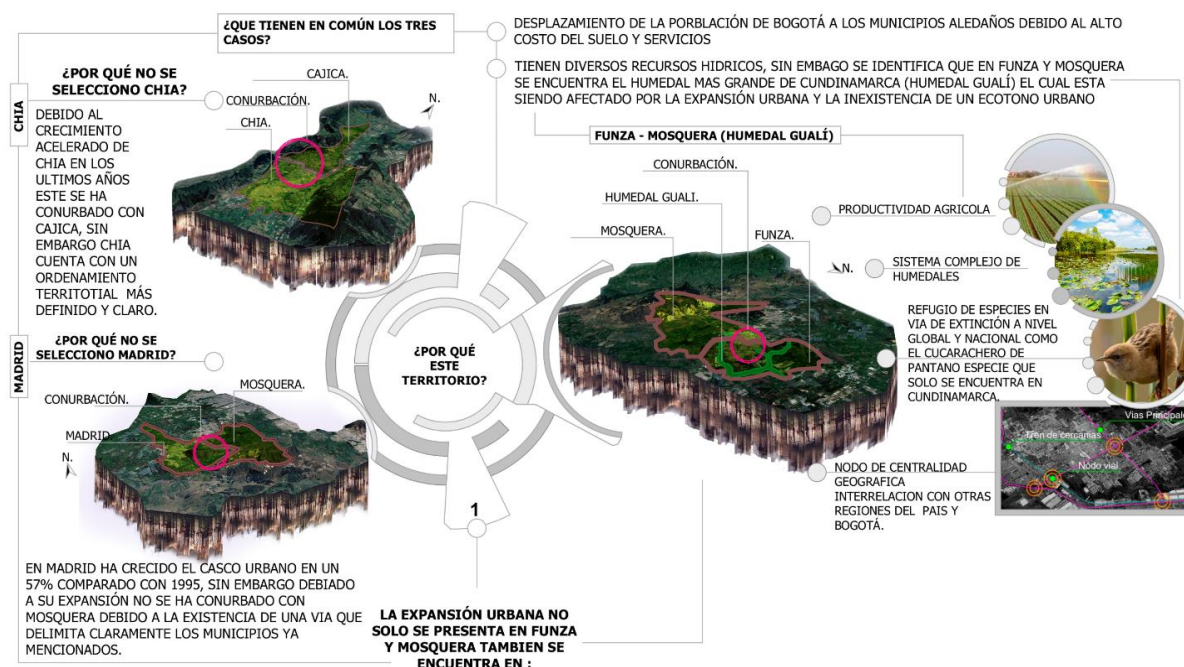 ¿QUE TIENEN EN COMÚN LOS TRES
CASOS?
DESPLAZAMIENTO DE LA PORBLACIÓN DE BOGOTÁ A LOS MUNICIPIOS ALEDAÑOS DEBIDO AL ALTO
COSTO DEL SUELO Y SERVICIOS
TIENEN DIVERSOS RECURSOS HIDRICOS, SIN EMBAGO SE IDENTIFICA QUE EN FUNZA Y MOSQUERA
SE ENCUENTRA EL HUMEDAL MAS GRANDE DE CUNDINAMARCA (HUMEDAL GUALÍ) EL CUAL ESTA
SIENDO AFECTADO POR LA EXPANSIÓN URBANA Y LA INEXISTENCIA DE UN ECOTONO URBANO
CHIA
¿POR QUÉ NO SE
SELECCIONO CHIA?
DEBIDO AL
CRECIMIENTO
ACELERADO DE
CHIA EN LOS
ULTIMOS AÑOS
ESTE SE HA
CONURBADO CON
CAJICA, SIN
EMBARGO CHIA
CUENTA CON UN
ORDENAMIENTO
TERRITOTIAL MÁS
DEFINIDO Y CLARO.
CAJICA.
CONURBACIÓN.
CHIA.
N.
FUNZA - MOSQUERA (HUMEDAL GUALÍ)
CONURBACIÓN.
HUMEDAL GUALI.
MOSQUERA.
FUNZA.
N.
PRODUCTIVIDAD AGRICOLA
SISTEMA COMPLEJO DE
HUMEDALES
REFUGIO DE ESPECIES EN
VIA DE EXTINCIÓN A NIVEL
GLOBAL Y NACIONAL COMO
EL CUCARACHERO DE
PANTANO ESPECIE QUE
SOLO SE ENCUENTRA EN
CUNDINAMARCA.
NODO DE CENTRALIDAD
GEOGRAFICA
INTERRELACION CON OTRAS
REGIONES DEL PAIS Y
BOGOTÁ.
Vias Principale
Tren de cercanias
Nodo vial
¿POR QUÉ
ESTE
TERRITORIO?
1
MADRID
¿POR QUÉ NO SE
SELECCIONO MADRID?
MOSQUERA.
CONURBACIÓN.
MADRID.
N.
EN MADRID HA CRECIDO EL CASCO URBANO EN UN
57% COMPARADO CON 1995, SIN EMBARGO DEBIADO
A SU EXPANSIÓN NO SE HA CONURBADO CON
MOSQUERA DEBIDO A LA EXISTENCIA DE UNA VIA QUE
DELIMITA CLARAMENTE LOS MUNICIPIOS YA
MENCIONADOS.
LA EXPANSIÓN URBANA NO
SOLO SE PRESENTA EN FUNZA
Y MOSQUERA TAMBIEN SE
ENCUENTRA EN :